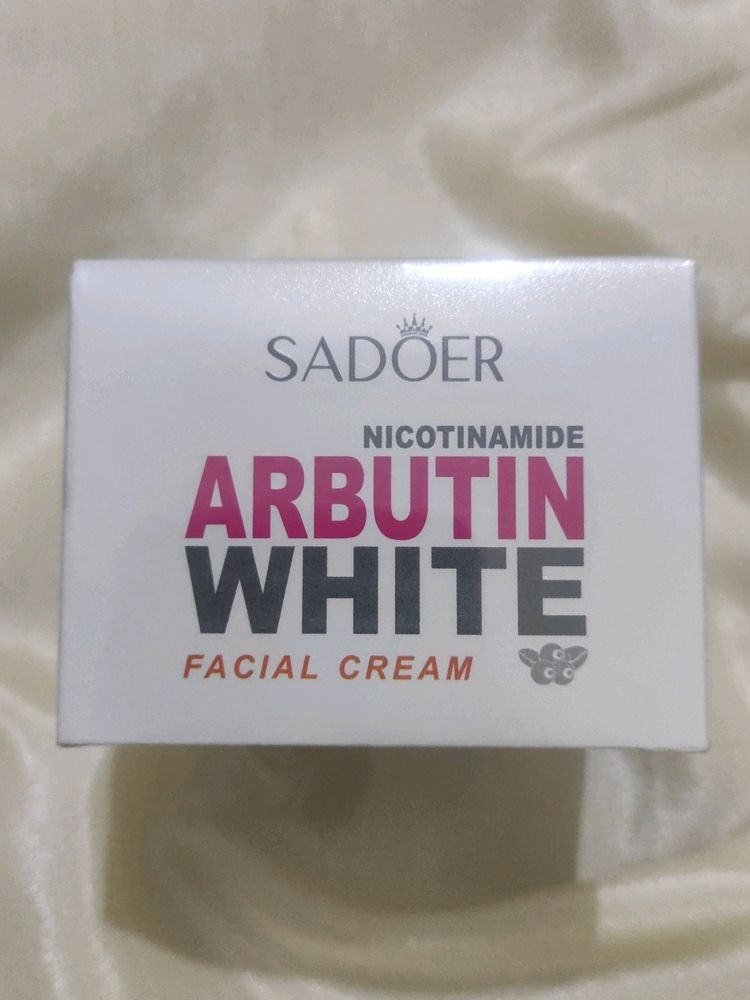 SADOER
NICOTINAMIDE
ARBUTIN
WHITE
FACIAL CREAM